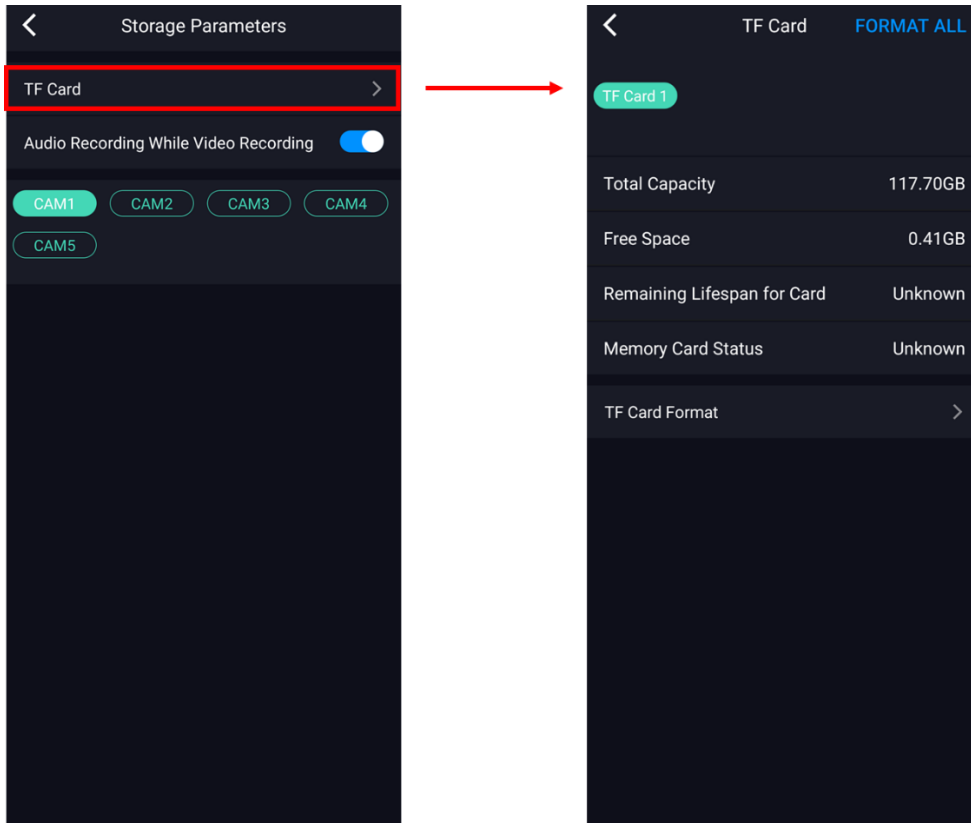 Storage Parameters
TF Card
Audio Recording While Video Recording
CAM1 CAM2 CAM3 CAM4
CAM5
TF Card FORMAT ALL
TF Card 1
Total Capacity 117.70GB
Free Space 0.41GB
Remaining Lifespan for Card Unknown
Memory Card Status Unknown
TF Card Format